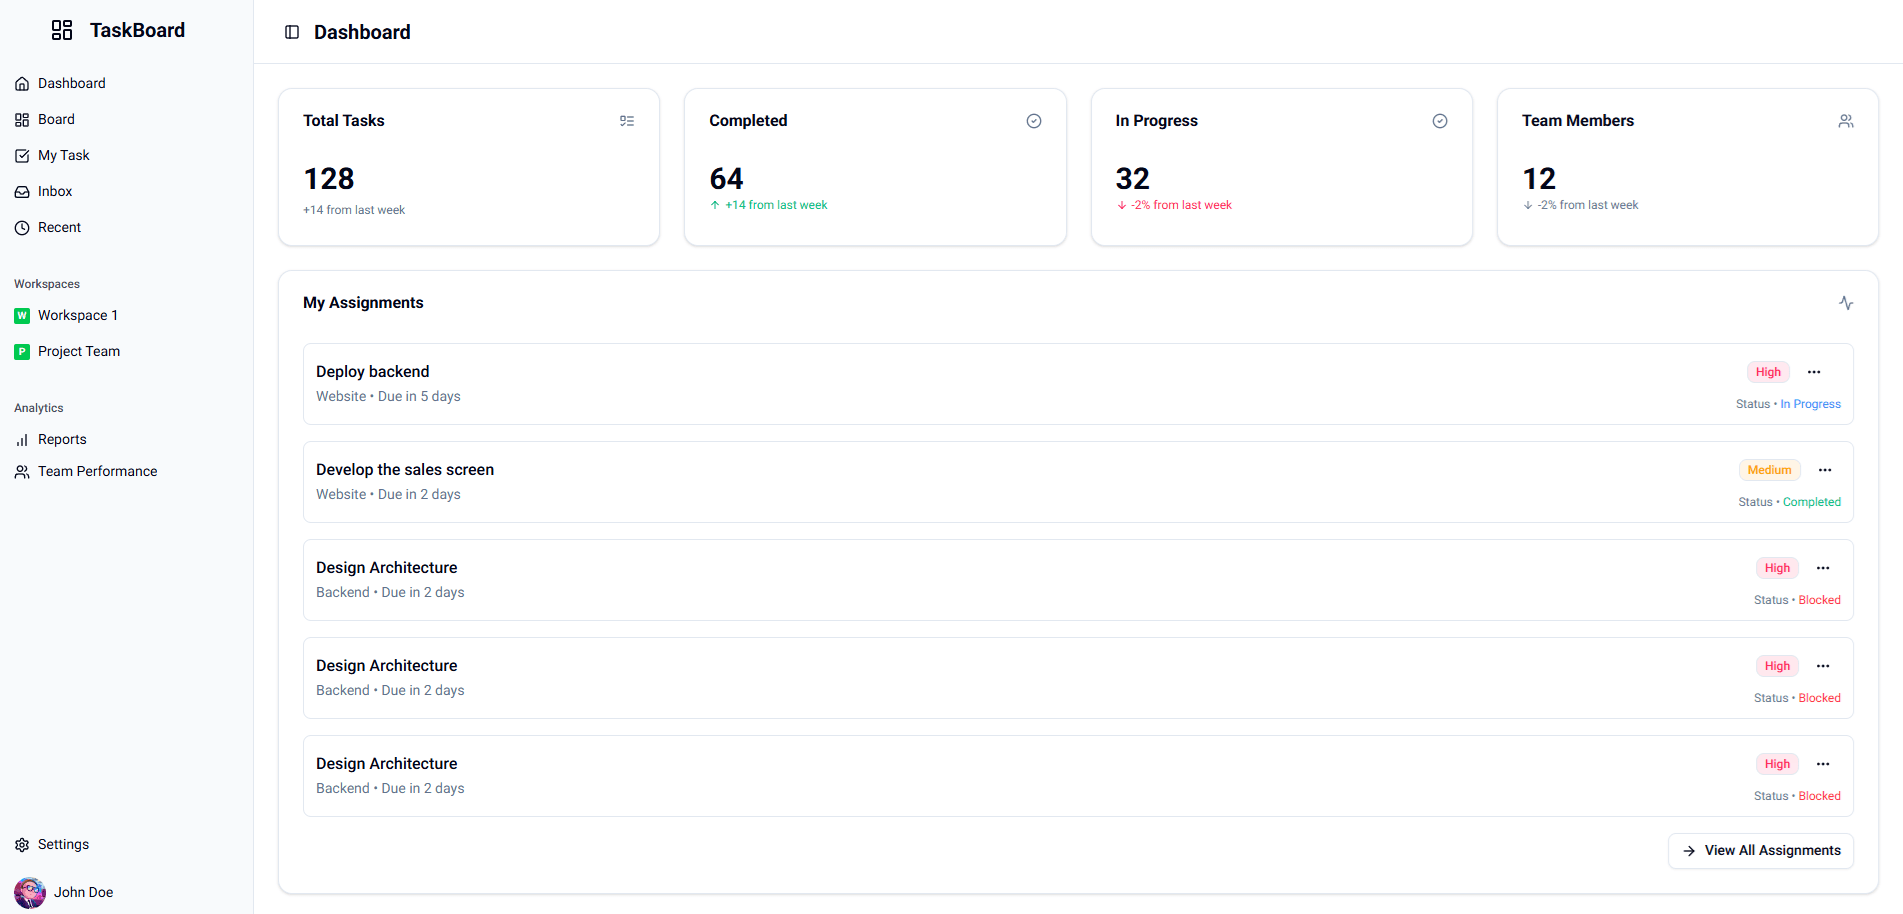 TaskBoard
Dashboard
Board
My Task
Inbox
Recent
Workspaces
W Workspace 1
P Project Team
Analytics
Reports
Team Performance
Settings
John Doe
Dashboard
Total Tasks
128
+14 from last week
Completed
64
↑ +14 from last week
In Progress
32
↓ -2% from last week
Team Members
12
↓ -2% from last week
My Assignments
Deploy backend
Website • Due in 5 days
High
Status • In Progress
Develop the sales screen
Website • Due in 2 days
Medium
Status • Completed
Design Architecture
Backend • Due in 2 days
High
Status • Blocked
Design Architecture
Backend • Due in 2 days
High
Status • Blocked
Design Architecture
Backend • Due in 2 days
High
Status • Blocked
→ View All Assignments